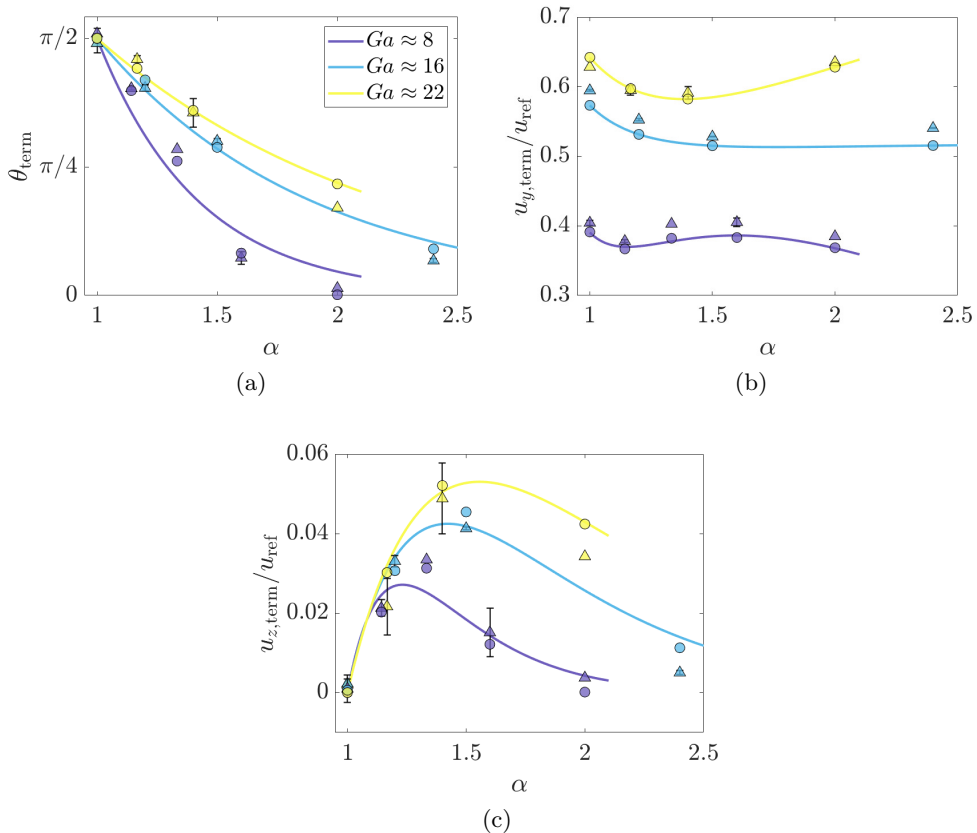 π/2
π/4
0
θterm
1
1.5
2
2.5
α
Ga ≈ 8
Ga ≈ 16
Ga ≈ 22
(a)
0.7
0.6
0.5
0.4
0.3
uy,term/uref
1
1.5
2
2.5
α
(b)
0.06
0.04
0.02
0
uz,term/uref
1
1.5
2
2.5
α
(c)